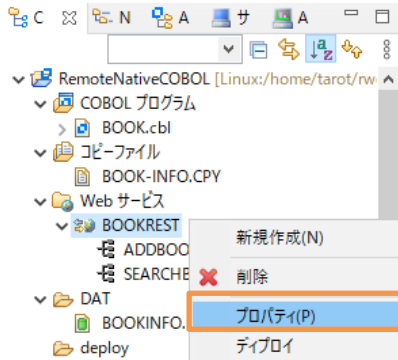 C N A サ A
RemoteNativeCOBOL [Linux:/home/tarot/rw
COBOL プログラム
BOOK.cbl
コピーファイル
BOOK-INFO.CPY
Web サービス
BOOKREST
ADDBOO
SEARCHE
DAT
BOOKINFO.
deploy
新規作成(N)
削除
プロパティ(P)
ディプロイ